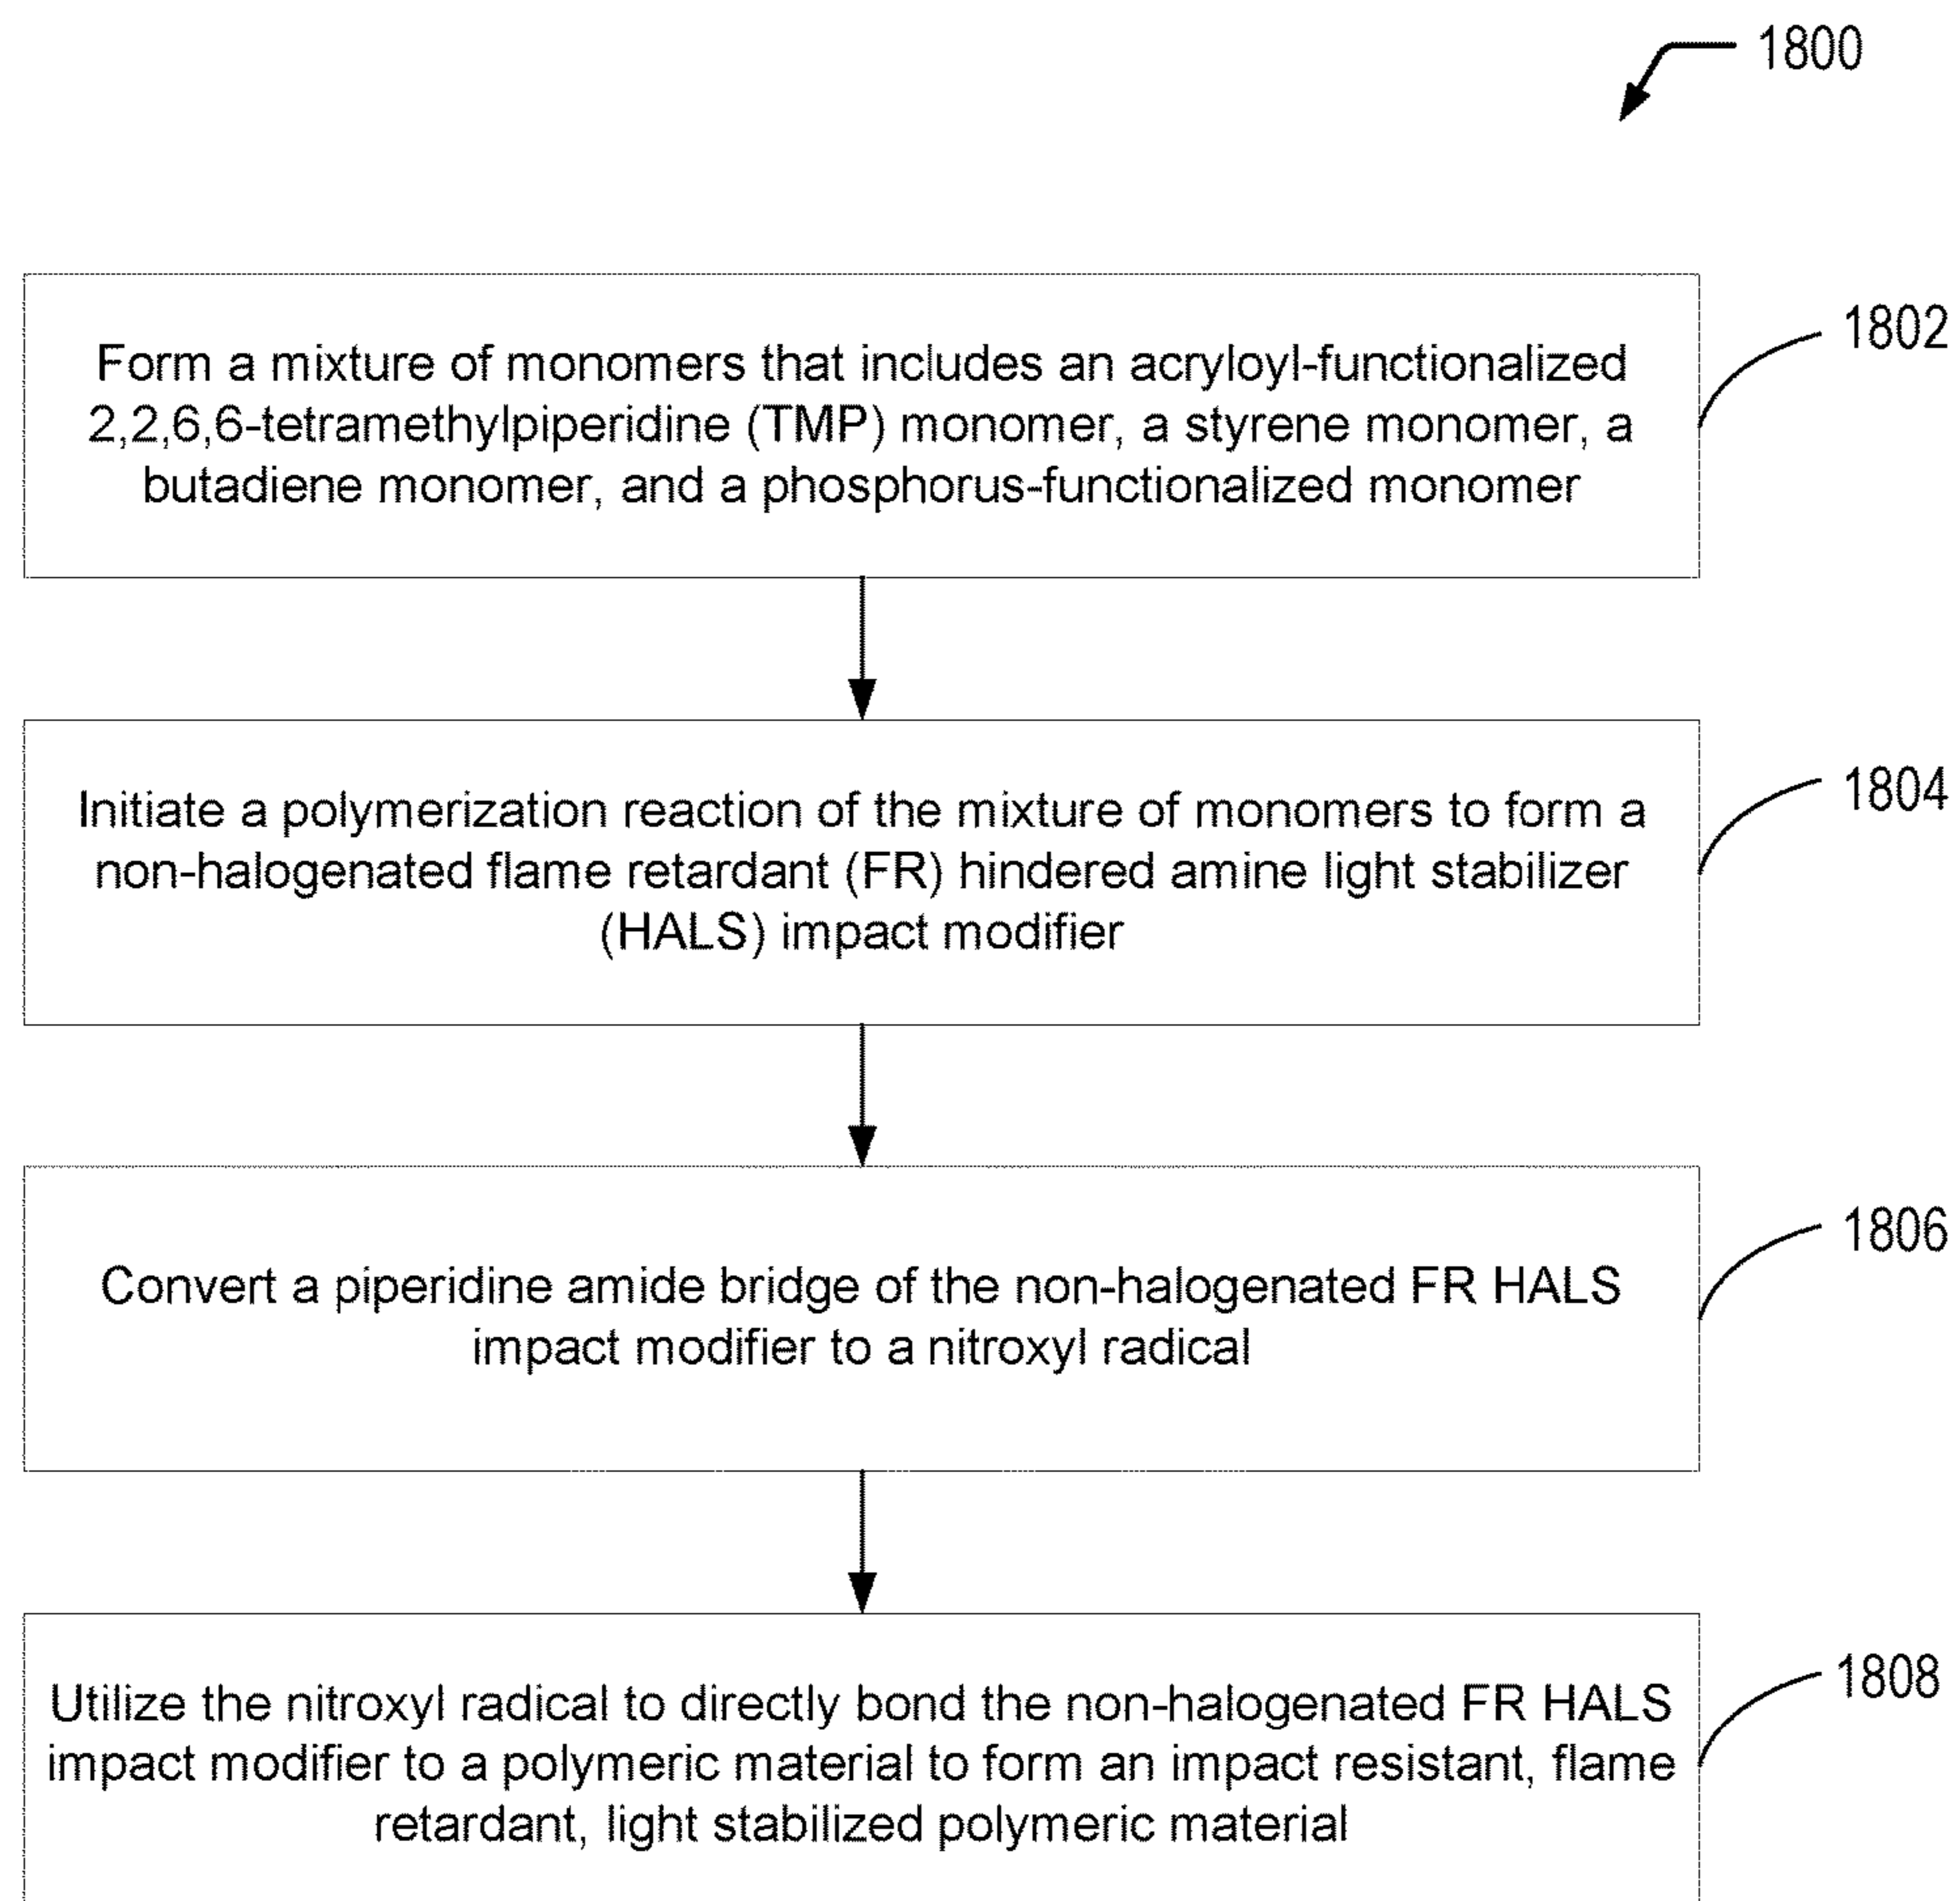 1800
Form a mixture of monomers that includes an acryloyl-functionalized
2,2,6,6-tetramethylpiperidine (TMP) monomer, a styrene monomer, a
butadiene monomer, and a phosphorus-functionalized monomer
1802
Initiate a polymerization reaction of the mixture of monomers to form a
non-halogenated flame retardant (FR) hindered amine light stabilizer
(HALS) impact modifier
1804
Convert a piperidine amide bridge of the non-halogenated FR HALS
impact modifier to a nitroxyl radical
1806
Utilize the nitroxyl radical to directly bond the non-halogenated FR HALS
impact modifier to a polymeric material to form an impact resistant, flame
retardant, light stabilized polymeric material
1808